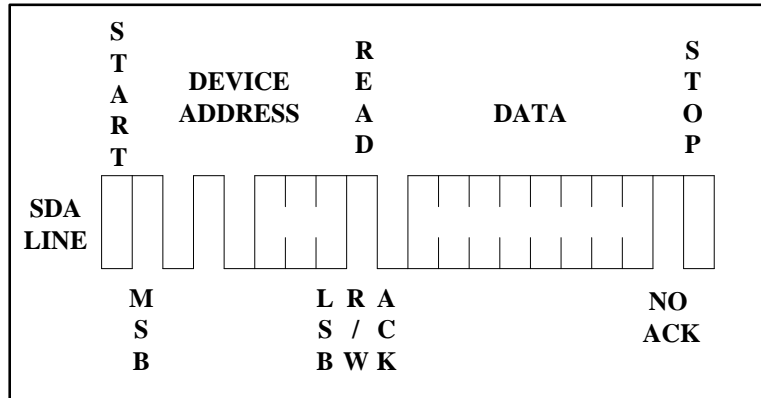 START
DEVICE
ADDRESS
READ
DATA
STOP
SDA
LINE
MSB
LSB
R/W
ACK
NO
ACK